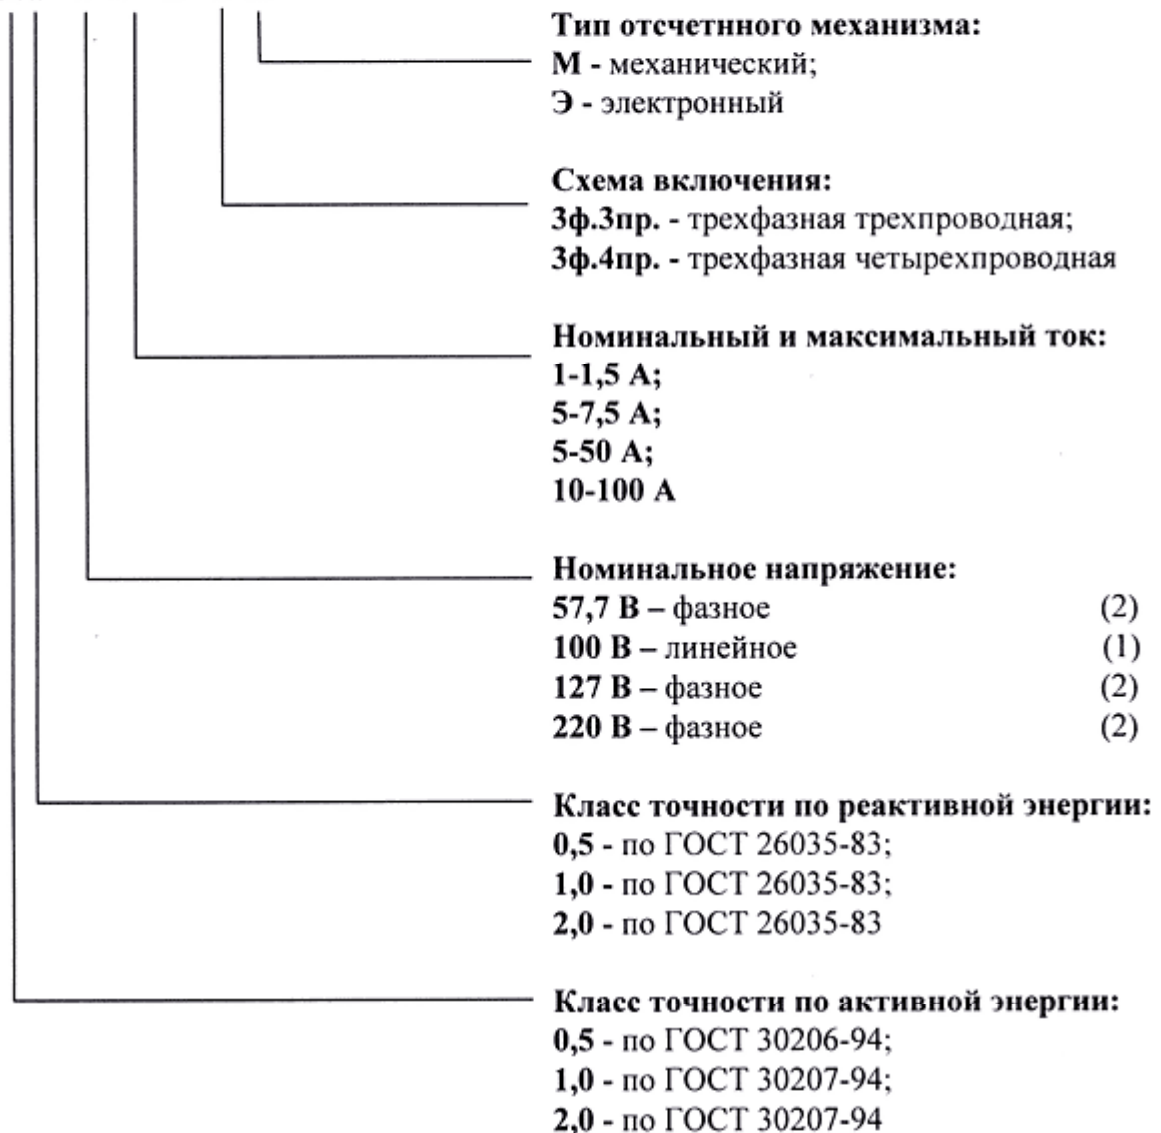 Тип отсчетнного механизма:
М - механический;
Э - электронный
Схема включения:
3ф.3пр. - трехфазная трехпроводная;
3ф.4пр. - трехфазная четырехпроводная
Номинальный и максимальный ток:
1-1,5 А;
5-7,5 А;
5-50 А;
10-100 А
Номинальное напряжение:
57,7 В – фазное (2)
100 В – линейное (1)
127 В – фазное (2)
220 В – фазное (2)
Класс точности по реактивной энергии:
0,5 - по ГОСТ 26035-83;
1,0 - по ГОСТ 26035-83;
2,0 - по ГОСТ 26035-83
Класс точности по активной энергии:
0,5 - по ГОСТ 30206-94;
1,0 - по ГОСТ 30207-94;
2,0 - по ГОСТ 30207-94